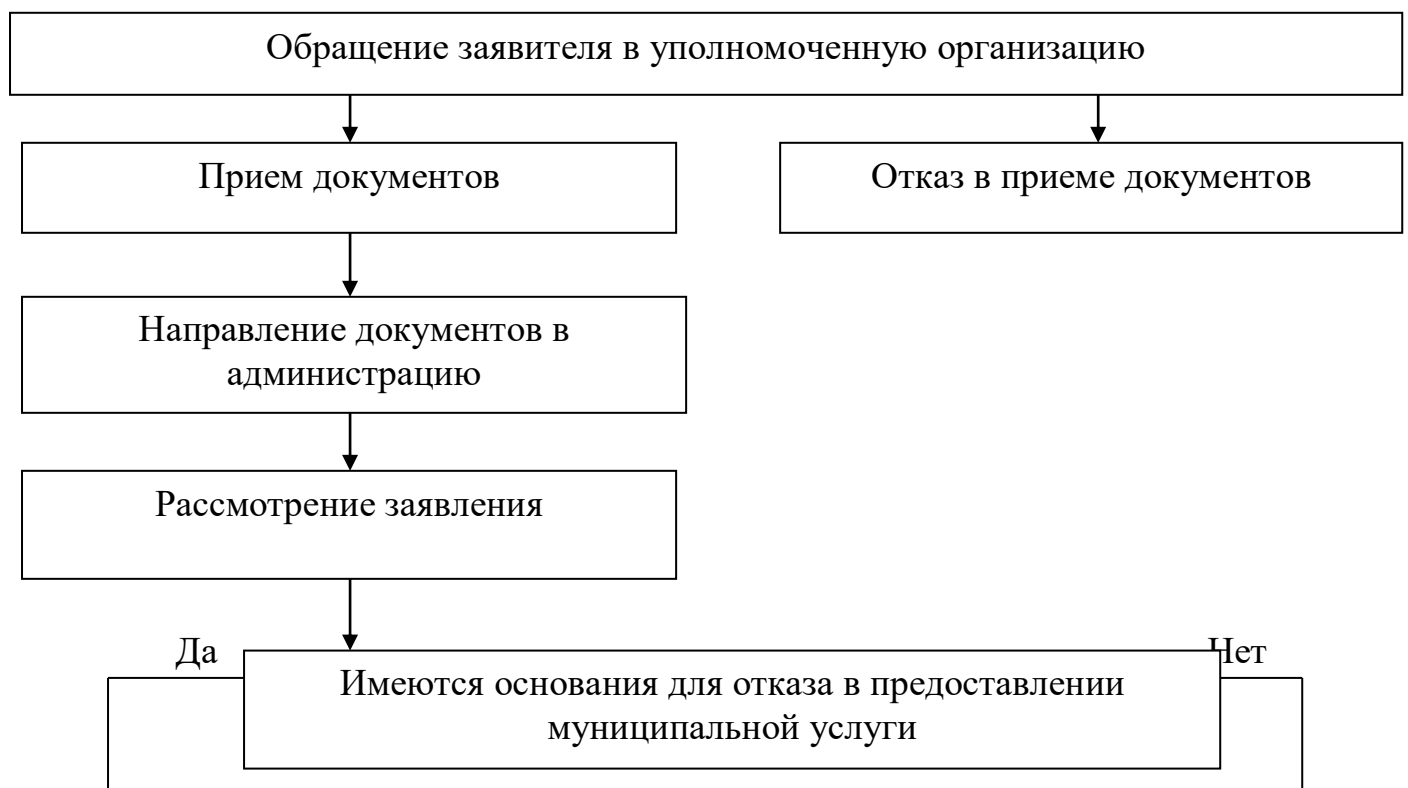 Обращение заявителя в уполномоченную организацию
Прием документов
Отказ в приеме документов
Направление документов в
администрацию
Рассмотрение заявления
Да
Нет
Имеются основания для отказа в предоставлении
муниципальной услуги